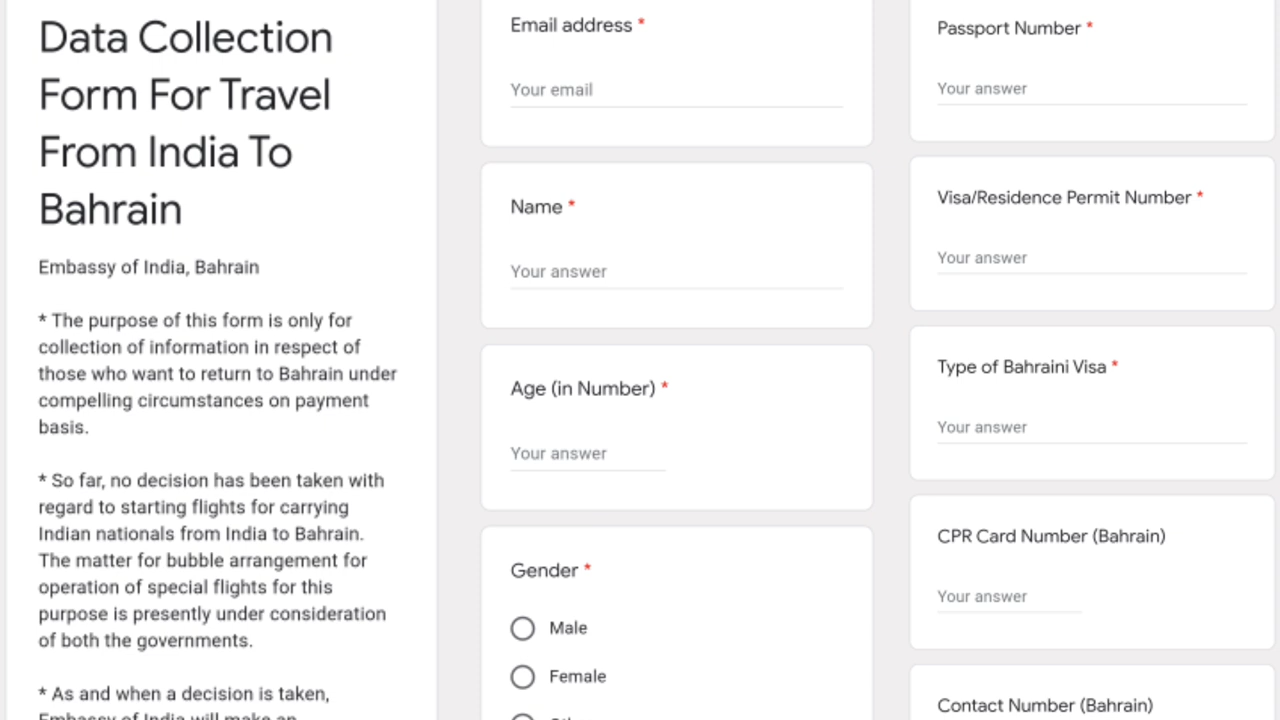 Data Collection
Form For Travel
From India To
Bahrain
Embassy of India, Bahrain
* The purpose of this form is only for
collection of information in respect of
those who want to return to Bahrain under
compelling circumstances on payment
basis.
* So far, no decision has been taken with
regard to starting flights for carrying
Indian nationals from India to Bahrain.
The matter for bubble arrangement for
operation of special flights for this
purpose is presently under consideration
of both the governments.
* As and when a decision is taken,
Embassy of India will make an
Email address *
Your email
Name *
Your answer
Age (in Number) *
Your answer
Gender *
Male
Female
Passport Number *
Your answer
Visa/Residence Permit Number *
Your answer
Type of Bahraini Visa *
Your answer
CPR Card Number (Bahrain)
Your answer
Contact Number (Bahrain)